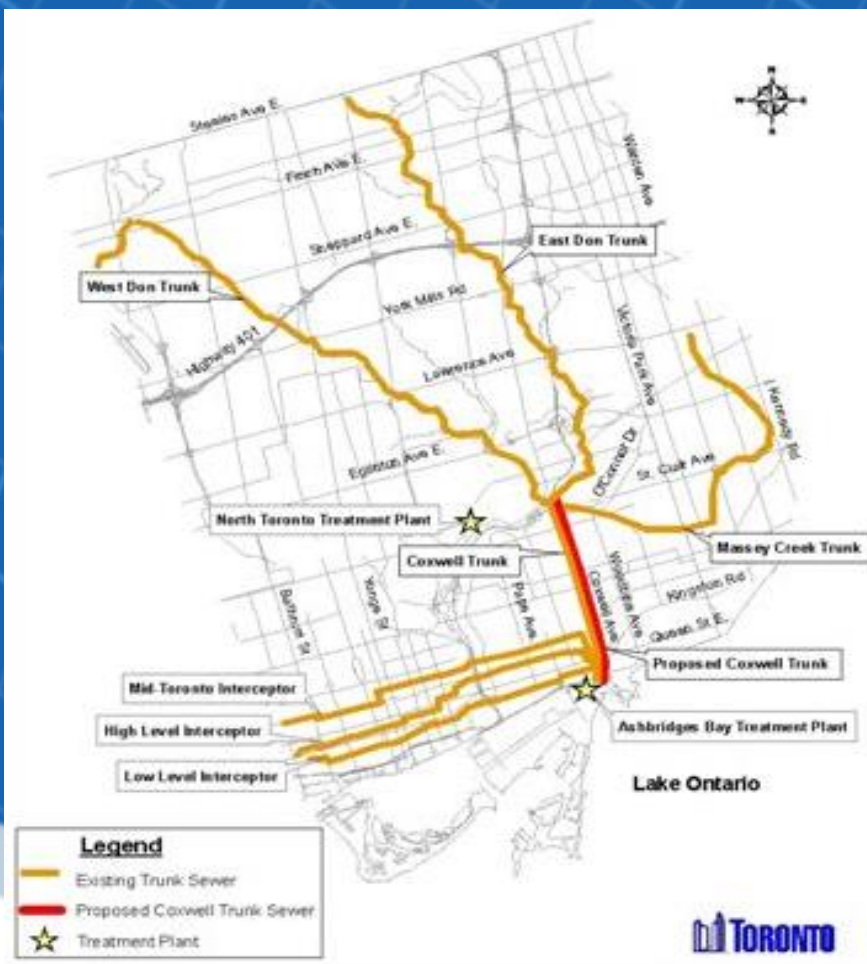 Steeles Ave E.
Finch Ave E.
Warden Ave
Sheppard Ave E.
East Don Trunk
West Don Trunk
York Mills Rd
Highway 401
Victoria Park Ave
Lawrence Ave
Kennedy Rd
Eglinton Ave E.
O'Connor Dr
St. Clair Ave
North Toronto Treatment Plant
Massey Creek Trunk
Coxwell Trunk
Bathurst St
Yonge St
Pape Ave
Coxwell Ave
Woodbine Ave
Kingston Rd
Queen St E.
Proposed Coxwell Trunk
Mid-Toronto Interceptor
High Level Interceptor
Ashbridges Bay Treatment Plant
Low Level Interceptor
Lake Ontario
Legend
Existing Trunk Sewer
Proposed Coxwell Trunk Sewer
Treatment Plant
TORONTO